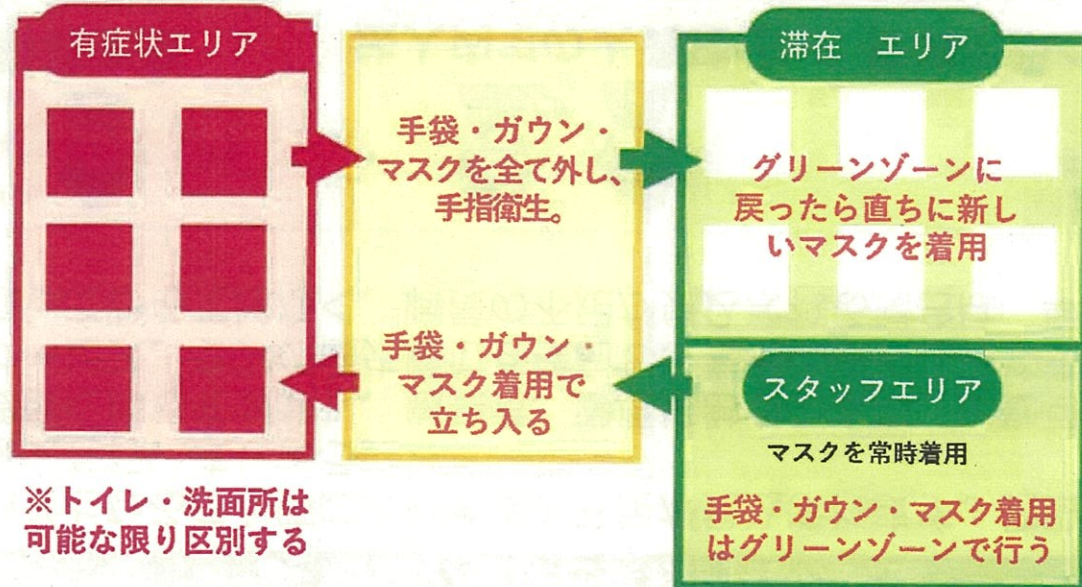 有症状エリア
手袋・ガウン・
マスクを全て外し、
手指衛生。
手袋・ガウン・
マスク着用で
立ち入る
滞在　エリア
グリーンゾーンに
戻ったら直ちに新し
いマスクを着用
スタッフエリア
マスクを常時着用
手袋・ガウン・マスク着用
はグリーンゾーンで行う
※トイレ・洗面所は
可能な限り区別する